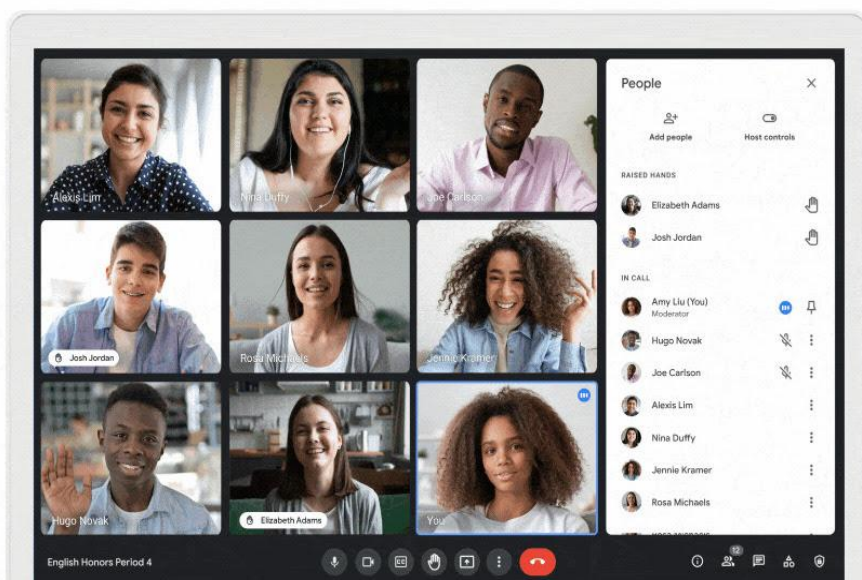 People
Add people
Host controls
RAISED HANDS
Elizabeth Adams
Josh Jordan
IN CALL
Amy Liu (You)
Moderator
Hugo Novak
Joe Carlson
Alexis Lim
Nina Duffy
Jennie Kramer
Rosa Michaels
Alexis Lim
Nina Duffy
Joe Carlson
Josh Jordan
Rosa Michaels
Jennie Kramer
Hugo Novak
Elizabeth Adams
You
English Honors Period 4
CC
12